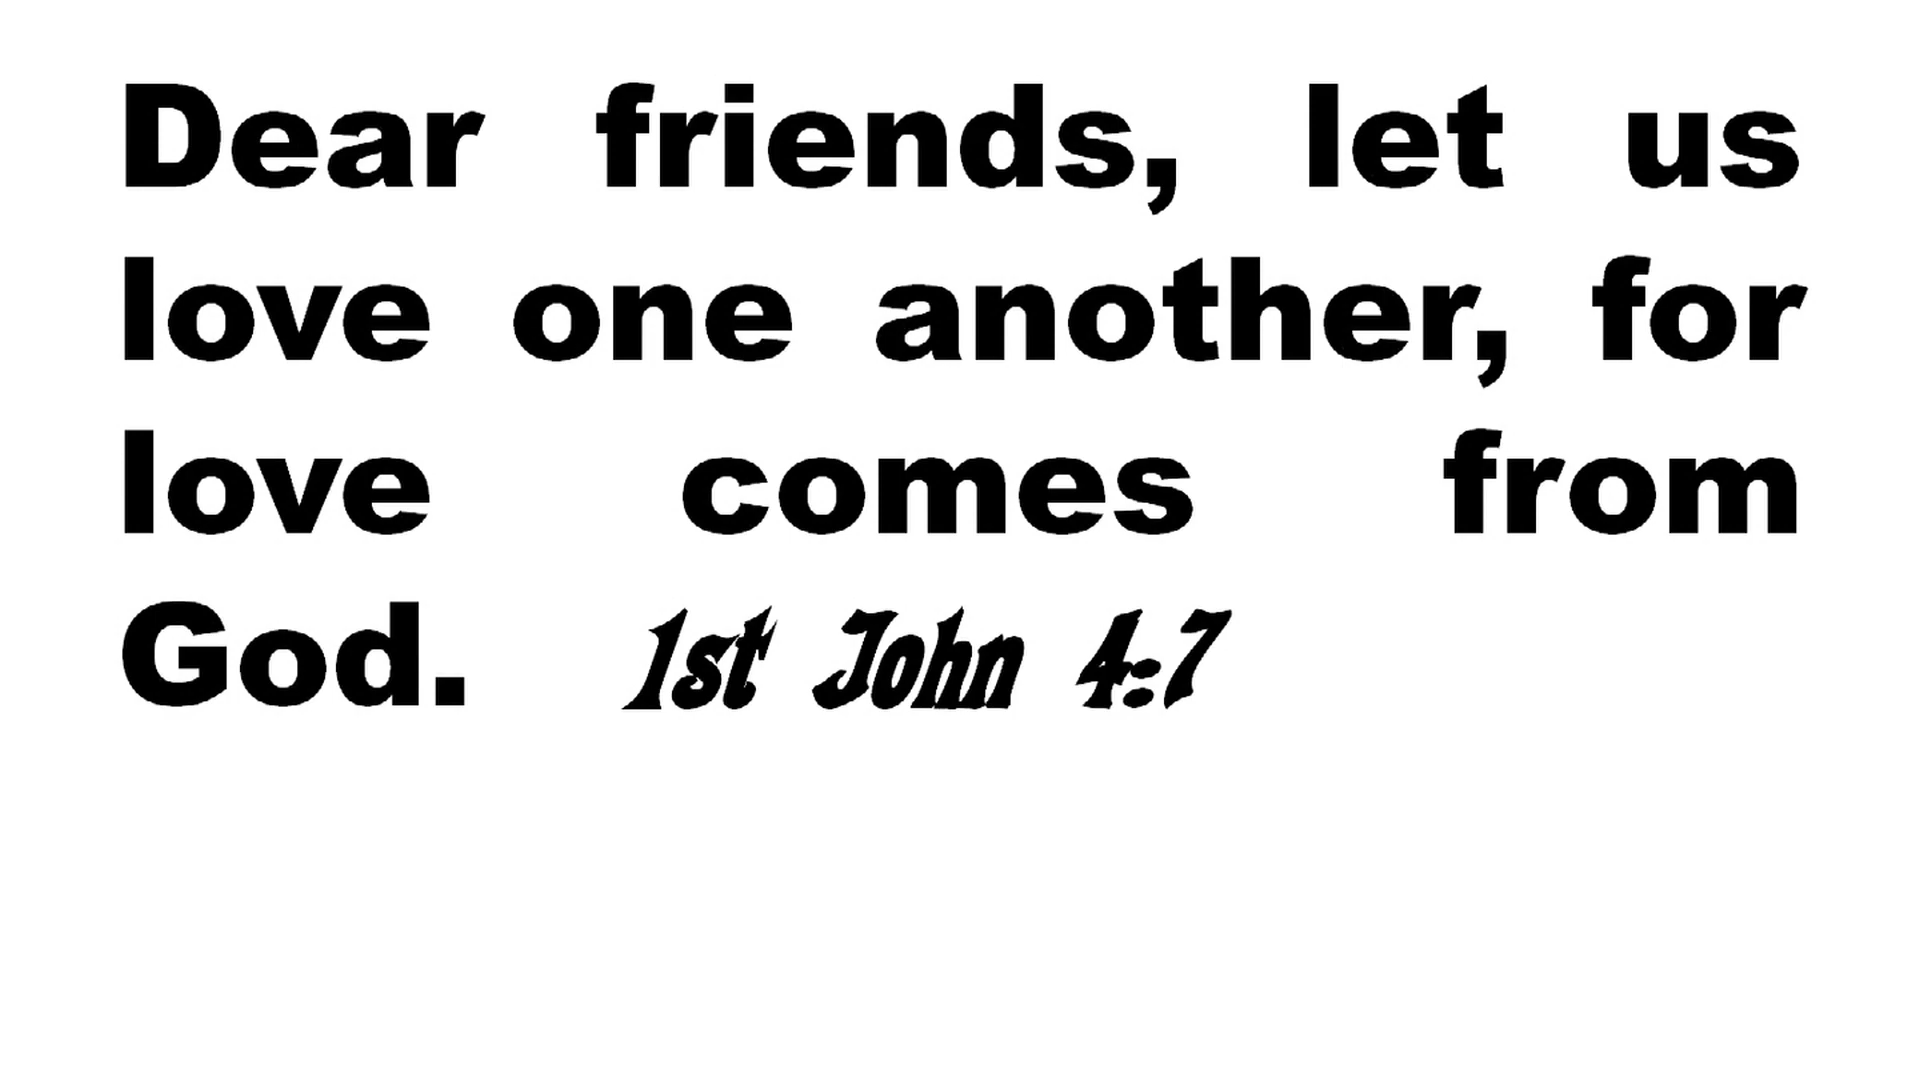 Dear friends, let us
love one another, for
love comes from
God. 1st John 4:7